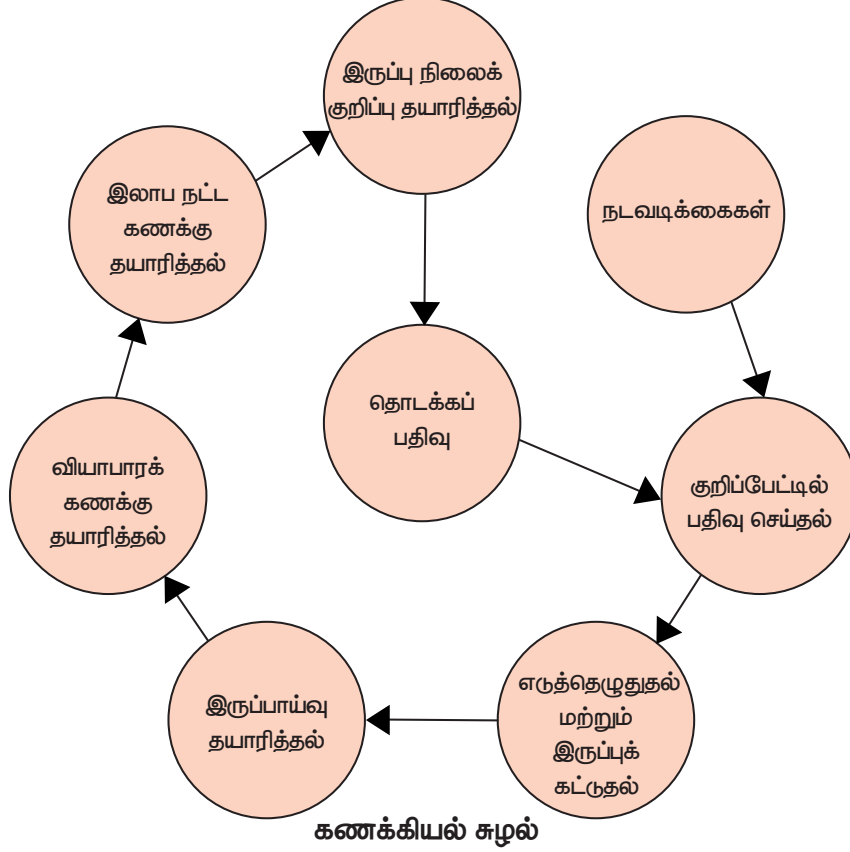 இருப்பு நிலைக்
குறிப்பு தயாரித்தல்
நடவடிக்கைகள்
இலாப நட்ட
கணக்கு
தயாரித்தல்
தொடக்கப்
பதிவு
குறிப்பேட்டில்
பதிவு செய்தல்
வியாபாரக்
கணக்கு
தயாரித்தல்
எடுத்தெழுதுதல்
மற்றும்
இருப்புக்
கட்டுதல்
இருப்பாய்வு
தயாரித்தல்
கணக்கியல் சுழல்